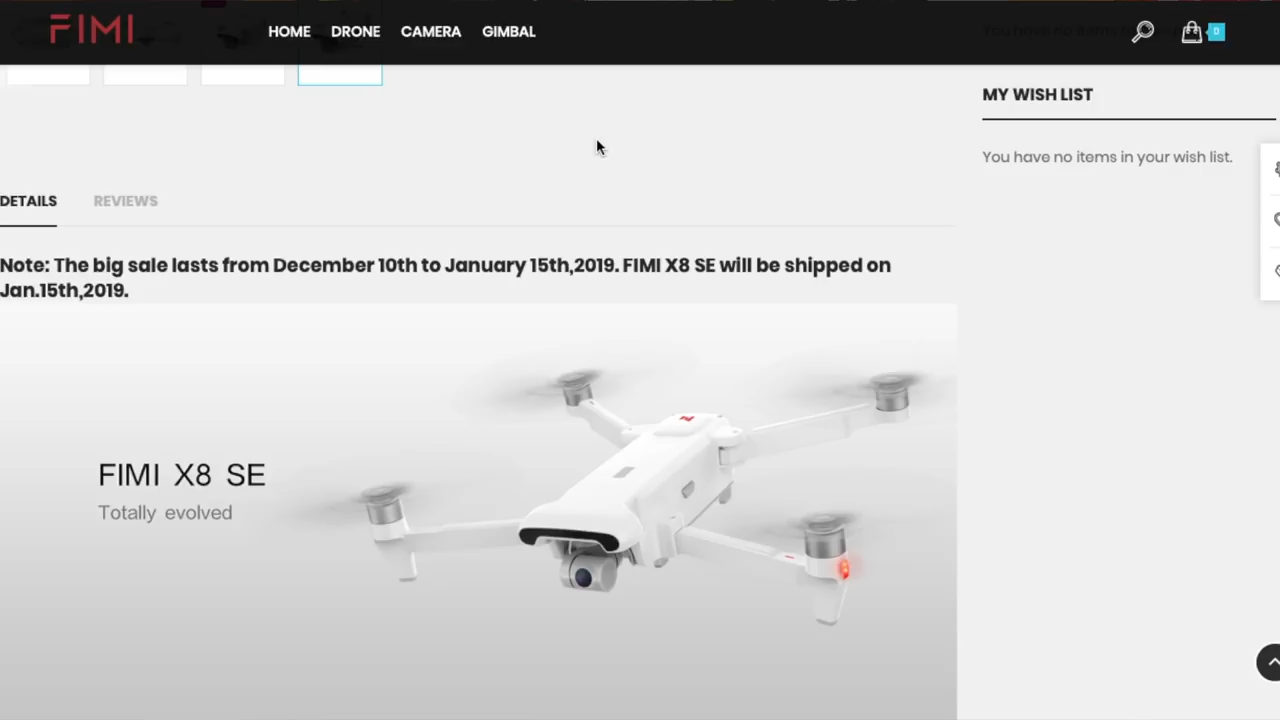 FIMI
HOME DRONE CAMERA GIMBAL
0
MY WISH LIST
You have no items in your wish list.
DETAILS REVIEWS
Note: The big sale lasts from December 10th to January 15th,2019. FIMI X8 SE will be shipped on
Jan.15th,2019.
FIMI X8 SE
Totally evolved